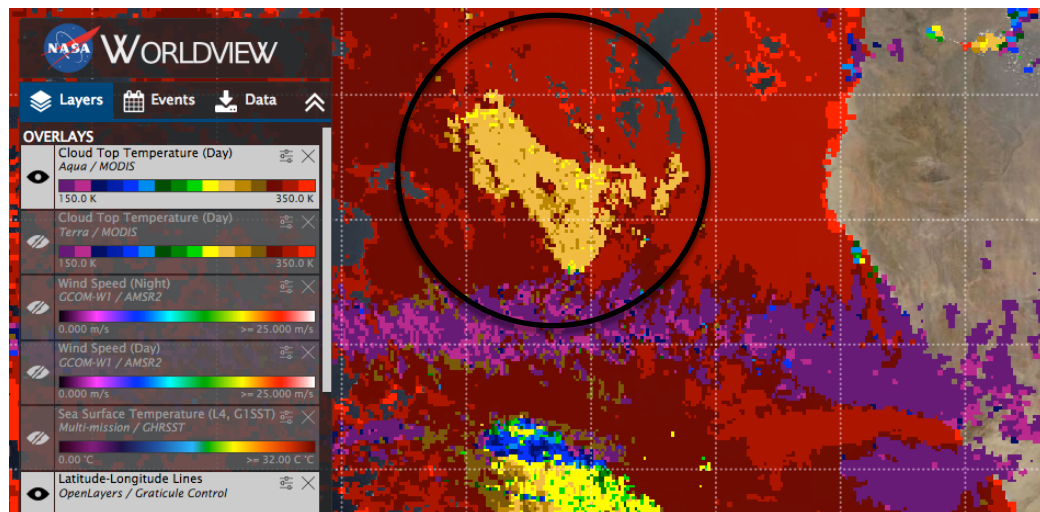 NASA WORLDVIEW
Layers Events Data
OVERLAYS
Cloud Top Temperature (Day)
Aqua / MODIS
150.0 K 350.0 K
Cloud Top Temperature (Day)
Terra / MODIS
150.0 K 350.0 K
Wind Speed (Night)
GCOM-W1 / AMSR2
0.000 m/s >= 25.000 m/s
Wind Speed (Day)
GCOM-W1 / AMSR2
0.000 m/s >= 25.000 m/s
Sea Surface Temperature (L4, G1SST)
Multi-mission / GHRSST
0.00 °C >= 32.00 C °C
Latitude-Longitude Lines
OpenLayers / Graticule Control